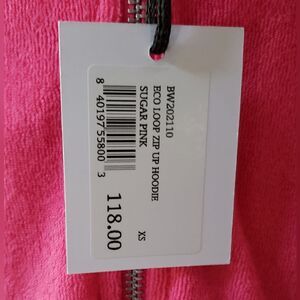 BW202110
ECO LOOP ZIP UP HOODIE
SUGAR PINK
XS
8 40197 55800 3
118.00